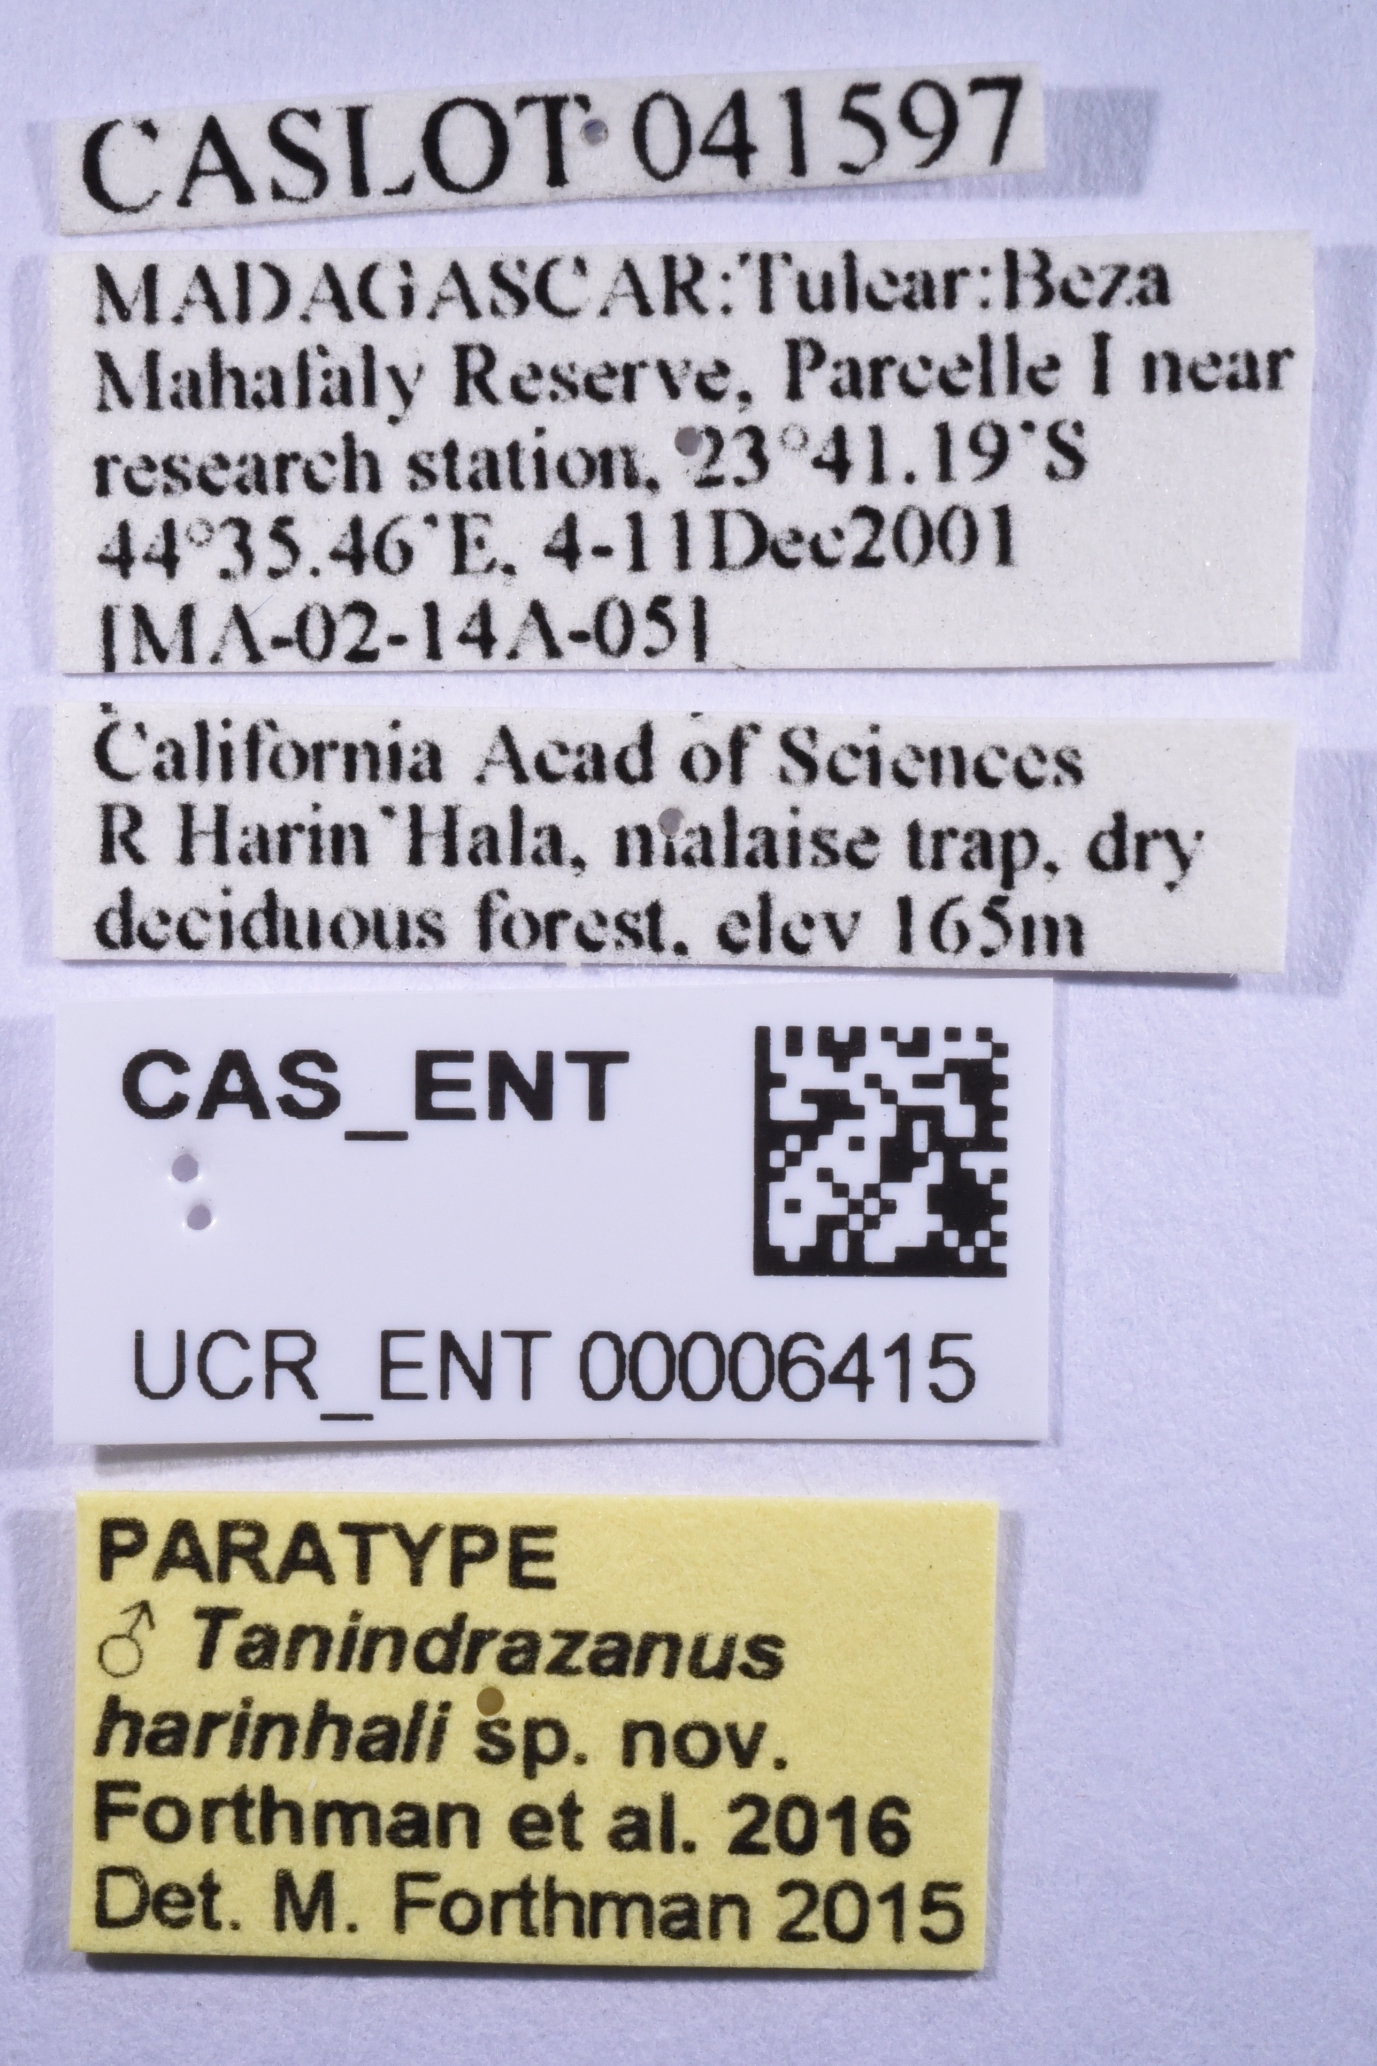 CASLOT 041597
MADAGASCAR:Tulear:Beza
Mahafaly Reserve, Parcelle I near
research station, 23°41.19'S
44°35.46'E, 4-11Dec2001
[MA-02-14A-05]
California Acad of Sciences
R Harin'Hala, malaise trap, dry
deciduous forest, elev 165m
CAS_ENT
UCR_ENT 00006415
PARATYPE
♂ Tanindrazanus
harinhali sp. nov.
Forthman et al. 2016
Det. M. Forthman 2015